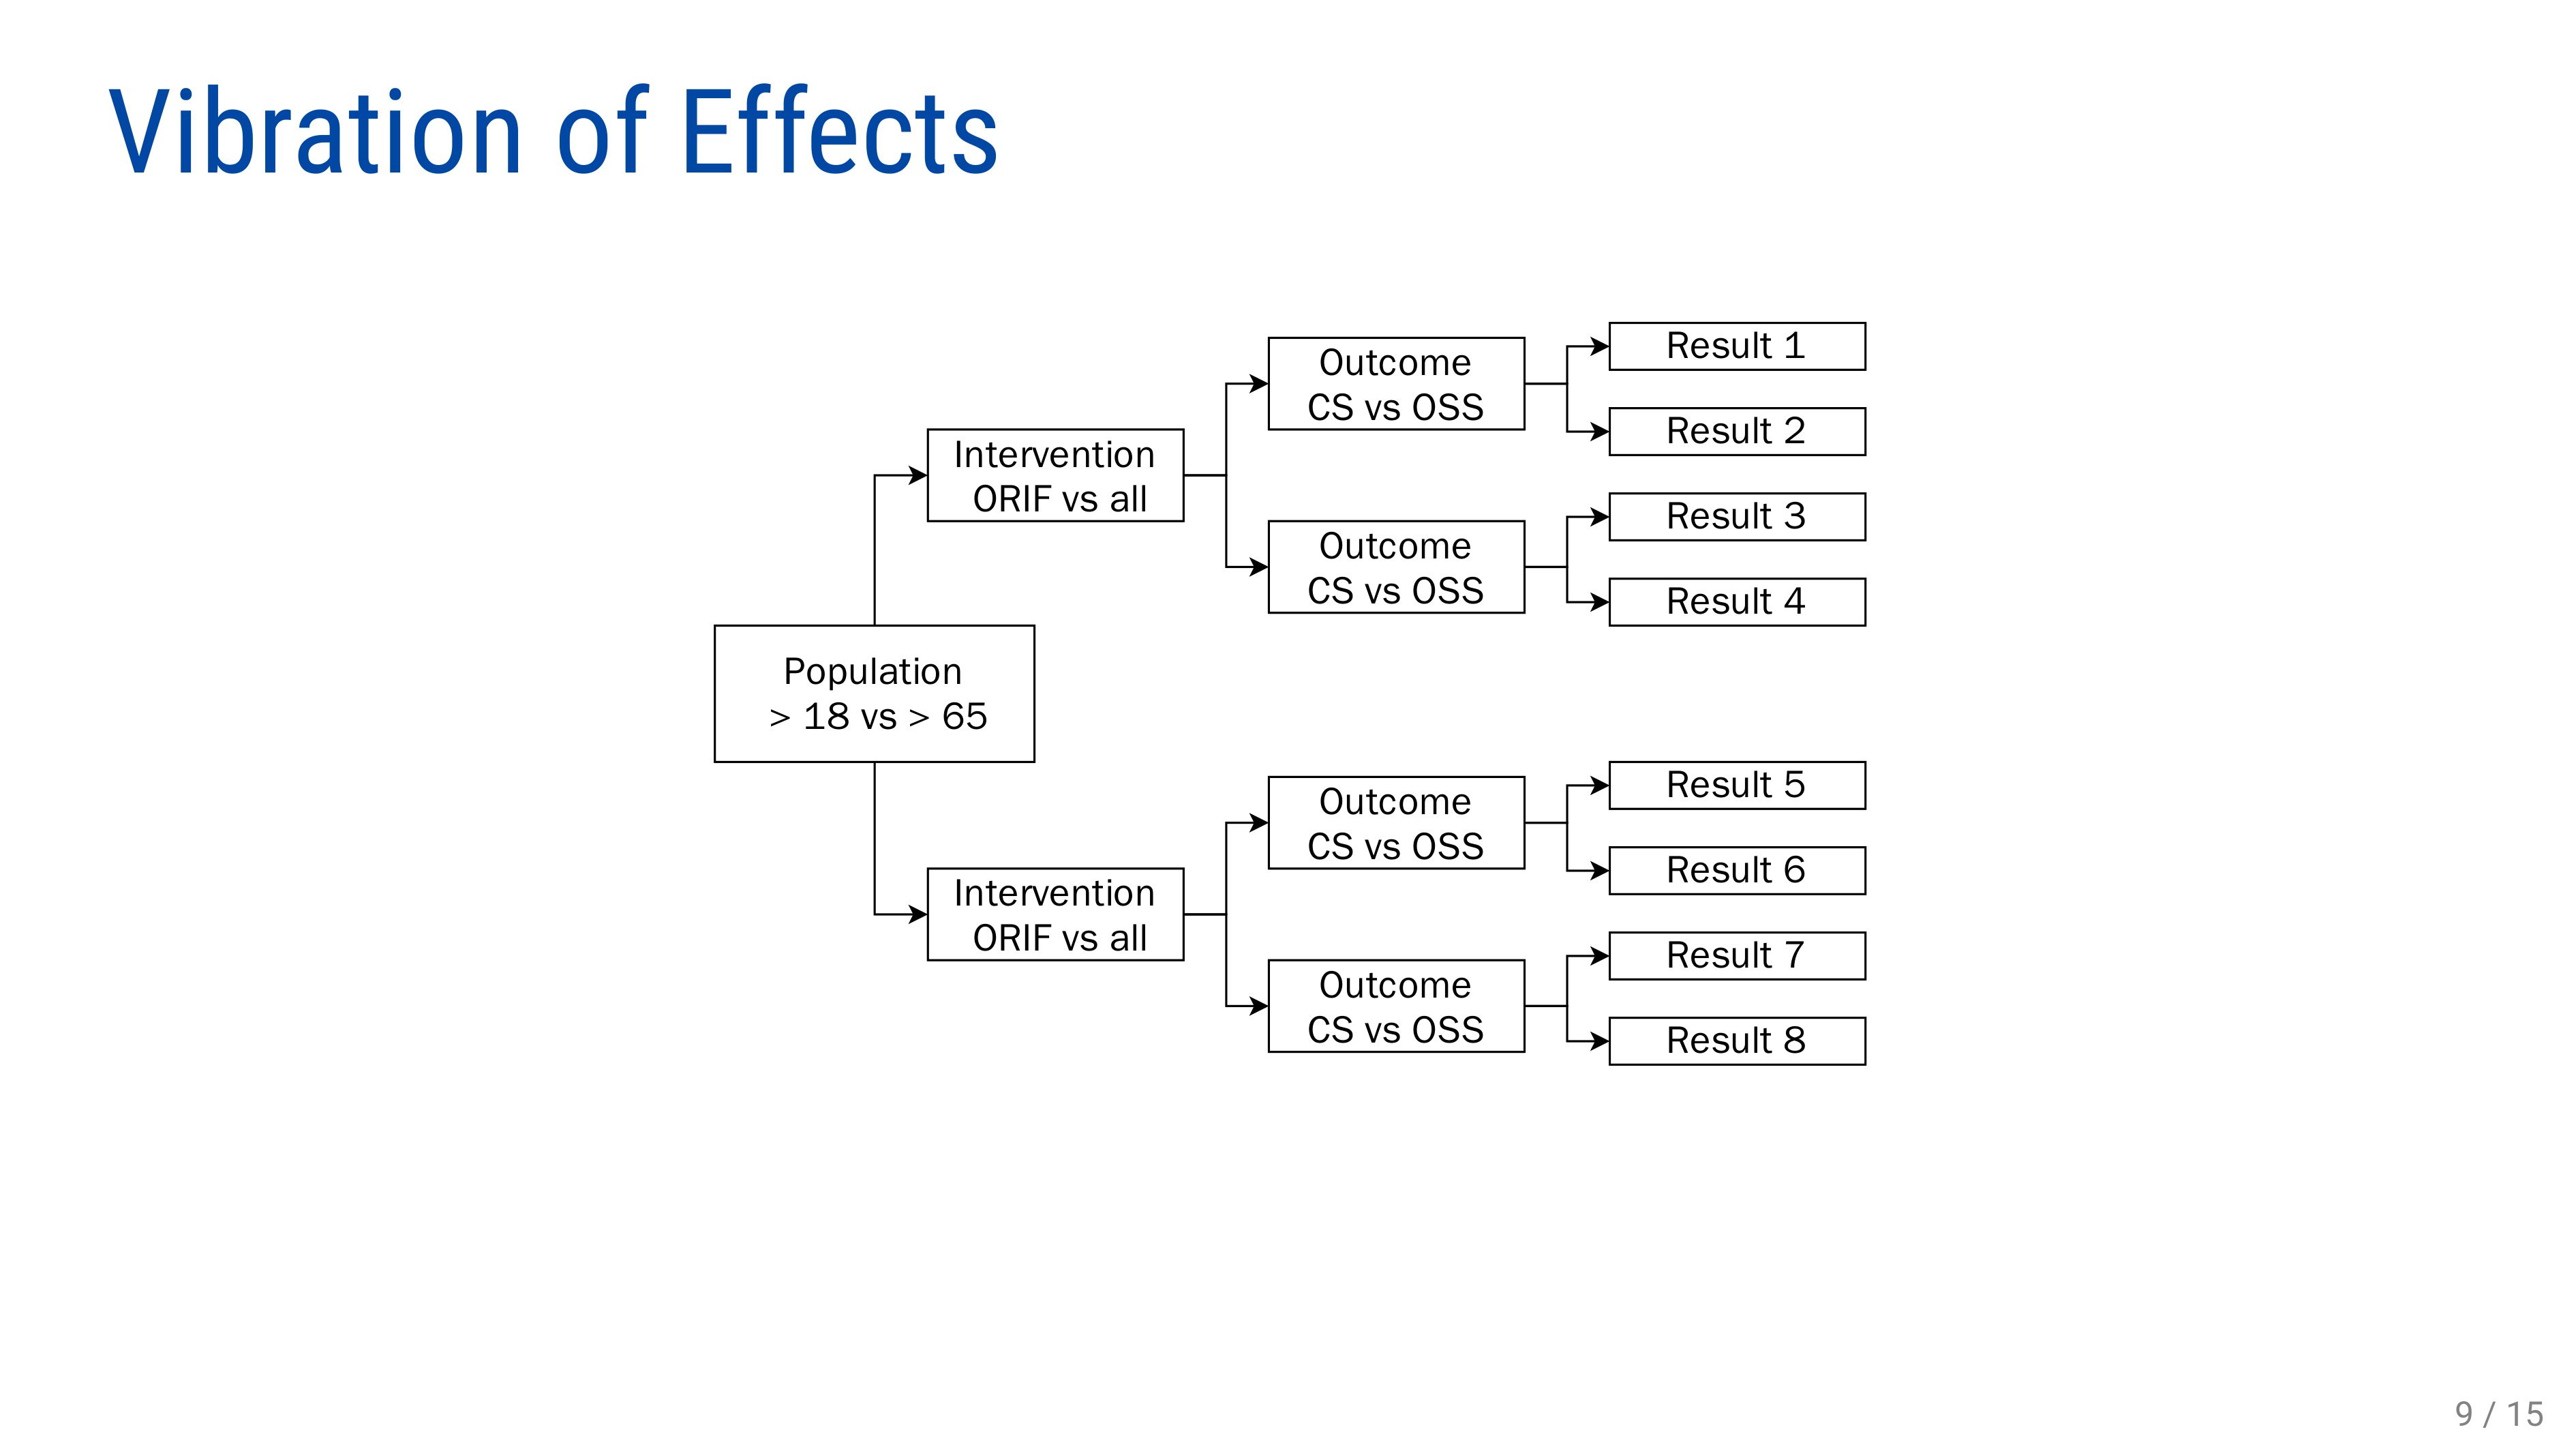 Vibration of Effects
Population
> 18 vs > 65
Intervention
ORIF vs all
Outcome
CS vs OSS
Result 1
Result 2
Outcome
CS vs OSS
Result 3
Result 4
Intervention
ORIF vs all
Outcome
CS vs OSS
Result 5
Result 6
Outcome
CS vs OSS
Result 7
Result 8
9 / 15